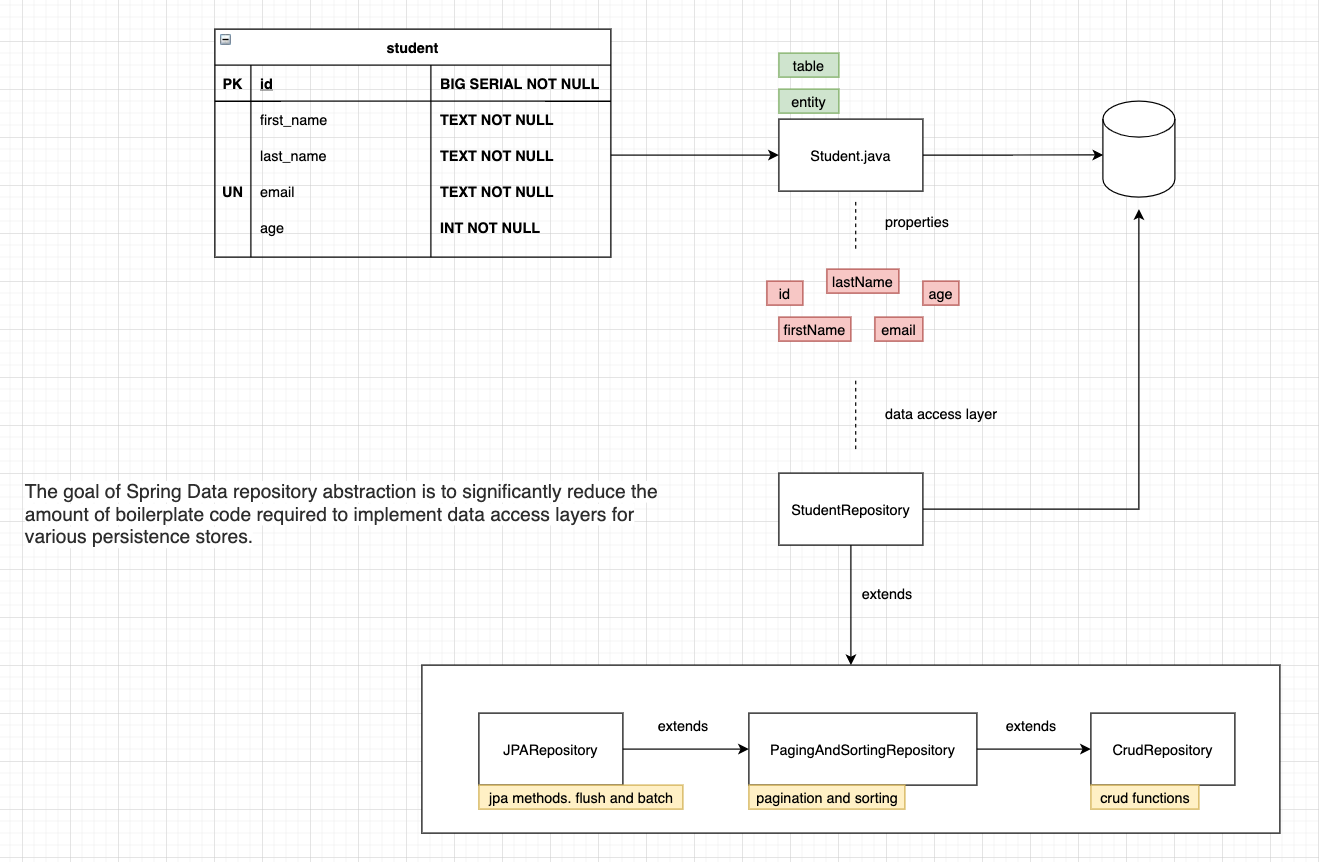 student
PK id BIG SERIAL NOT NULL
first_name TEXT NOT NULL
last_name TEXT NOT NULL
UN email TEXT NOT NULL
age INT NOT NULL
table
entity
Student.java
properties
id
lastName
age
firstName
email
data access layer
The goal of Spring Data repository abstraction is to significantly reduce the
amount of boilerplate code required to implement data access layers for
various persistence stores.
StudentRepository
extends
JPARepository
extends
PagingAndSortingRepository
extends
CrudRepository
jpa methods. flush and batch
pagination and sorting
crud functions